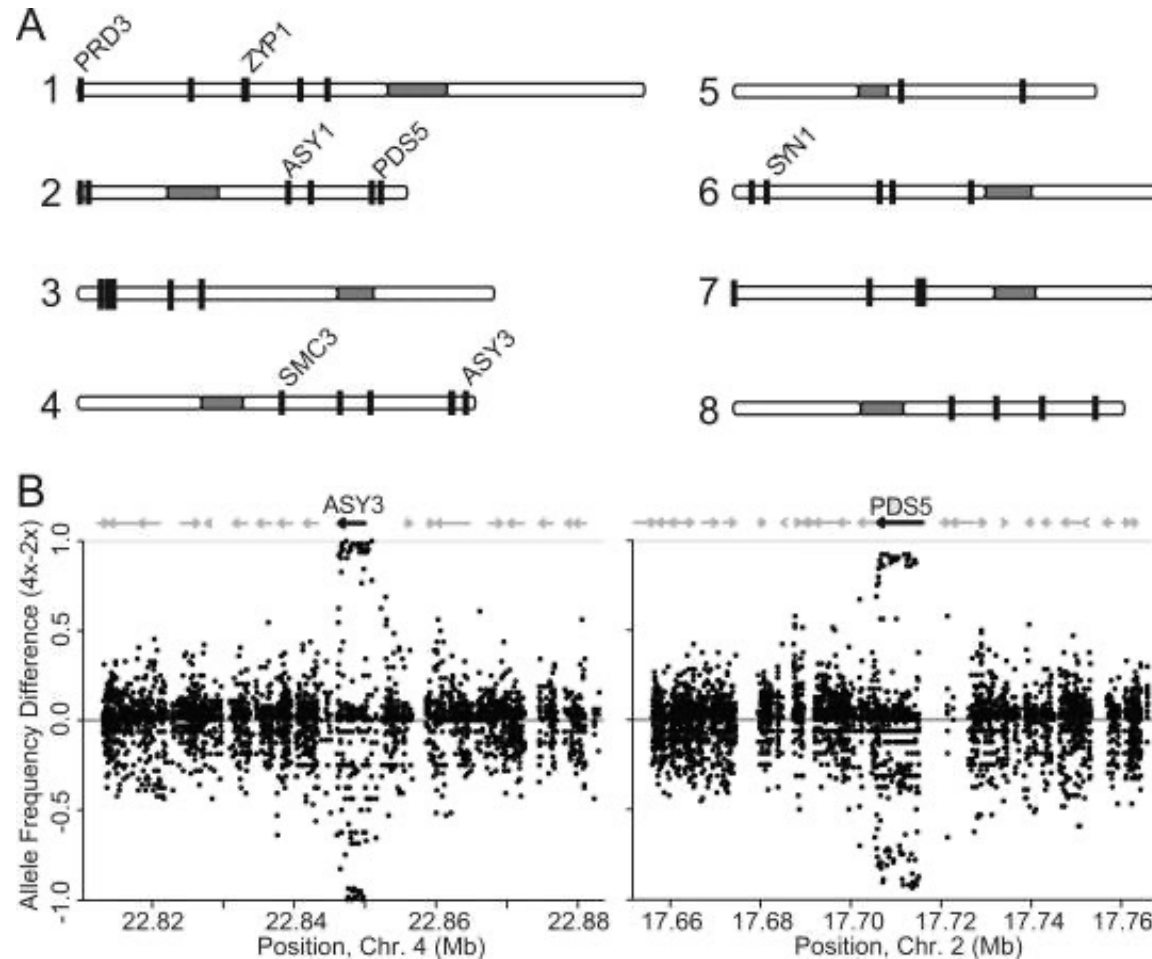 A
PRD3
ZYP1
1
ASY1
PDS5
2
3
SMC3
ASY3
4
5
SYN1
6
7
8
B
ASY3
PDS5
Allele Frequency Difference (4x-2x)
1.0
0.5
0.0
-0.5
-1.0
22.82 22.84 22.86 22.88
Position, Chr. 4 (Mb)
17.66 17.68 17.70 17.72 17.74 17.76
Position, Chr. 2 (Mb)